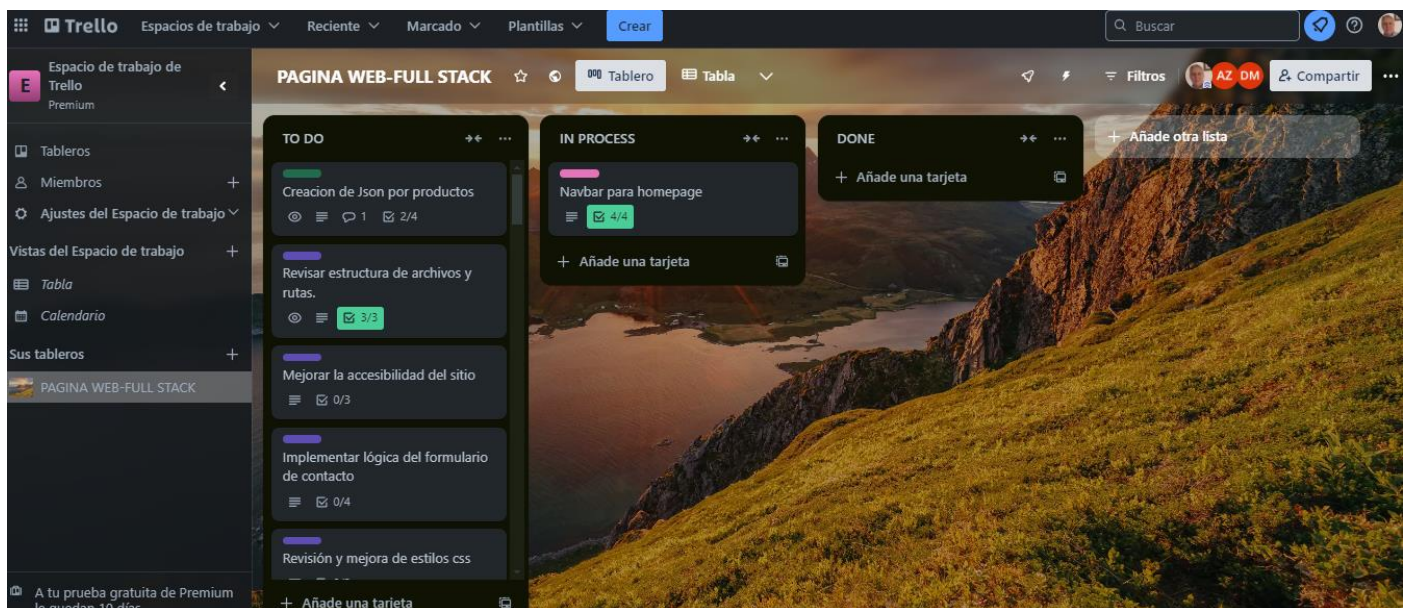 Trello
Espacios de trabajo
Reciente
Marcado
Plantillas
Crear
Buscar
E
Espacio de trabajo de
Trello
Premium
PAGINA WEB-FULL STACK
Tablero
Tabla
Filtros
AZ
DM
Compartir
Tableros
Miembros
Ajustes del Espacio de trabajo
Vistas del Espacio de trabajo
Tabla
Calendario
Sus tableros
PAGINA WEB-FULL STACK
A tu prueba gratuita de Premium
le quedan 10 días
TO DO
Creacion de Json por productos
1
2/4
Revisar estructura de archivos y
rutas.
3/3
Mejorar la accesibilidad del sitio
0/3
Implementar lógica del formulario
de contacto
0/4
Revisión y mejora de estilos css
Añade una tarjeta
IN PROCESS
Navbar para homepage
4/4
Añade una tarjeta
DONE
Añade una tarjeta
Añade otra lista